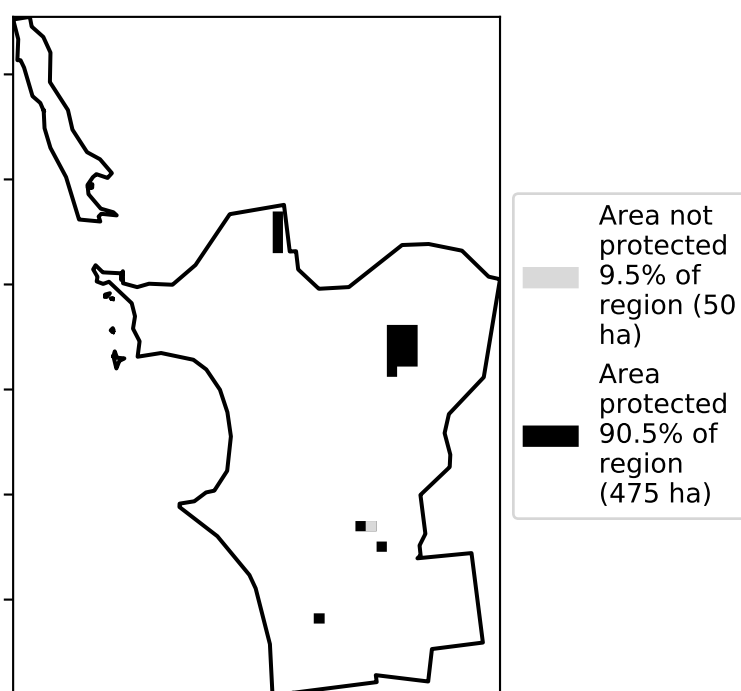 Area not
protected
9.5% of
region (50
ha)
Area
protected
90.5% of
region
(475 ha)